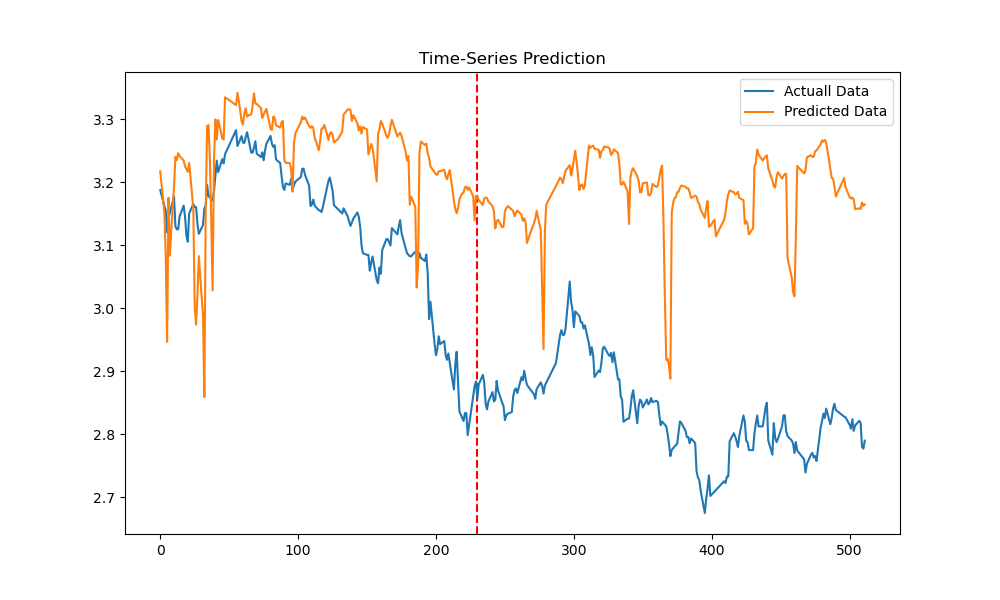 Time-Series Prediction
Actuall Data
Predicted Data
3.3
3.2
3.1
3.0
2.9
2.8
2.7
0 100 200 300 400 500